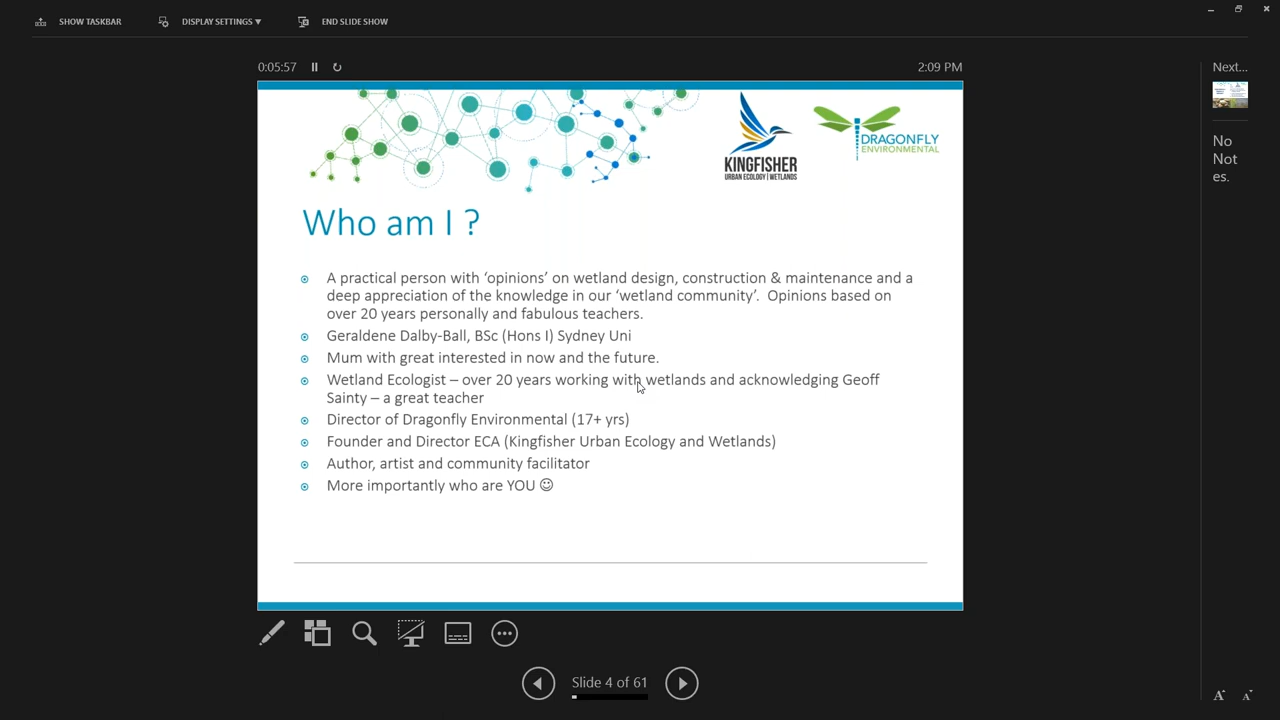 SHOW TASKBAR DISPLAY SETTINGS ▼ END SLIDE SHOW
0:05:57 2:09 PM
Next...
KINGFISHER
URBAN ECOLOGY | WETLANDS
DRAGONFLY
ENVIRONMENTAL
No
Not
es.
Who am I ?
A practical person with ‘opinions’ on wetland design, construction & maintenance and a
deep appreciation of the knowledge in our ‘wetland community’. Opinions based on
over 20 years personally and fabulous teachers.
Geraldene Dalby-Ball, BSc (Hons I) Sydney Uni
Mum with great interested in now and the future.
Wetland Ecologist – over 20 years working with wetlands and acknowledging Geoff
Sainty – a great teacher
Director of Dragonfly Environmental (17+ yrs)
Founder and Director ECA (Kingfisher Urban Ecology and Wetlands)
Author, artist and community facilitator
More importantly who are YOU ☺
Slide 4 of 61
A A